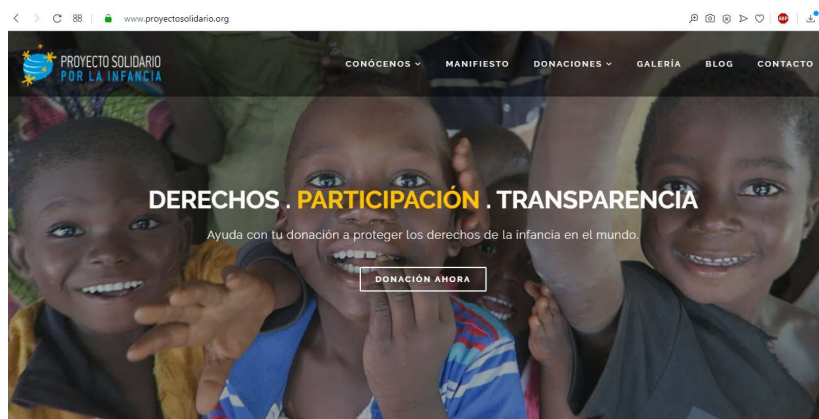 www.proyectosolidario.org
ABP
PROYECTO SOLIDARIO
POR LA INFANCIA
CONÓCENOS
MANIFIESTO
DONACIONES
GALERÍA
BLOG
CONTACTO
DERECHOS . PARTICIPACIÓN . TRANSPARENCIA
Ayuda con tu donación a proteger los derechos de la infancia en el mundo.
DONACIÓN AHORA